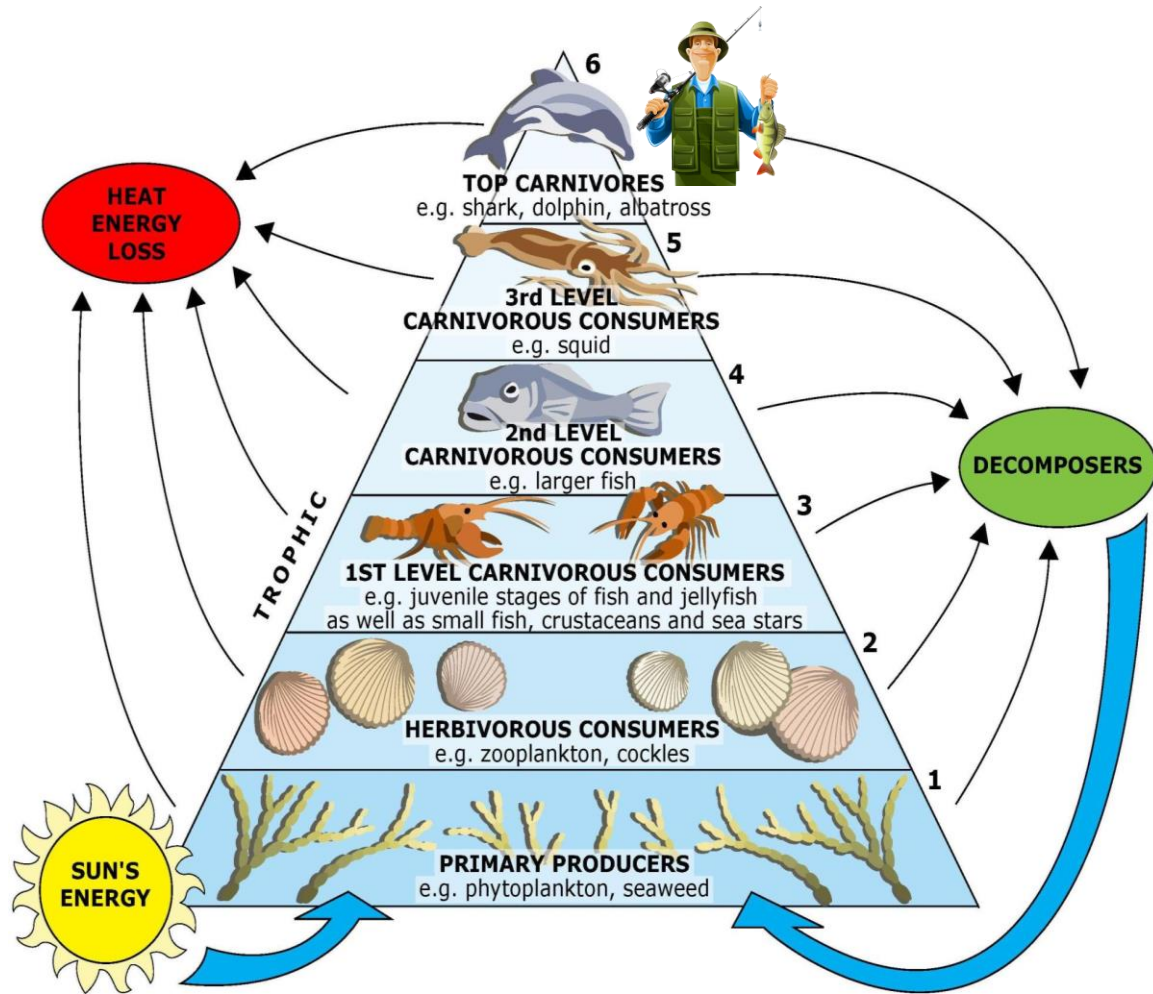 6
TOP CARNIVORES
e.g. shark, dolphin, albatross
HEAT
ENERGY
LOSS
5
3rd LEVEL
CARNIVOROUS CONSUMERS
e.g. squid
4
2nd LEVEL
CARNIVOROUS CONSUMERS
e.g. larger fish
DECOMPOSERS
TROPHIC
3
1ST LEVEL CARNIVOROUS CONSUMERS
e.g. juvenile stages of fish and jellyfish
as well as small fish, crustaceans and sea stars
2
HERBIVOROUS CONSUMERS
e.g. zooplankton, cockles
1
PRIMARY PRODUCERS
e.g. phytoplankton, seaweed
SUN'S
ENERGY